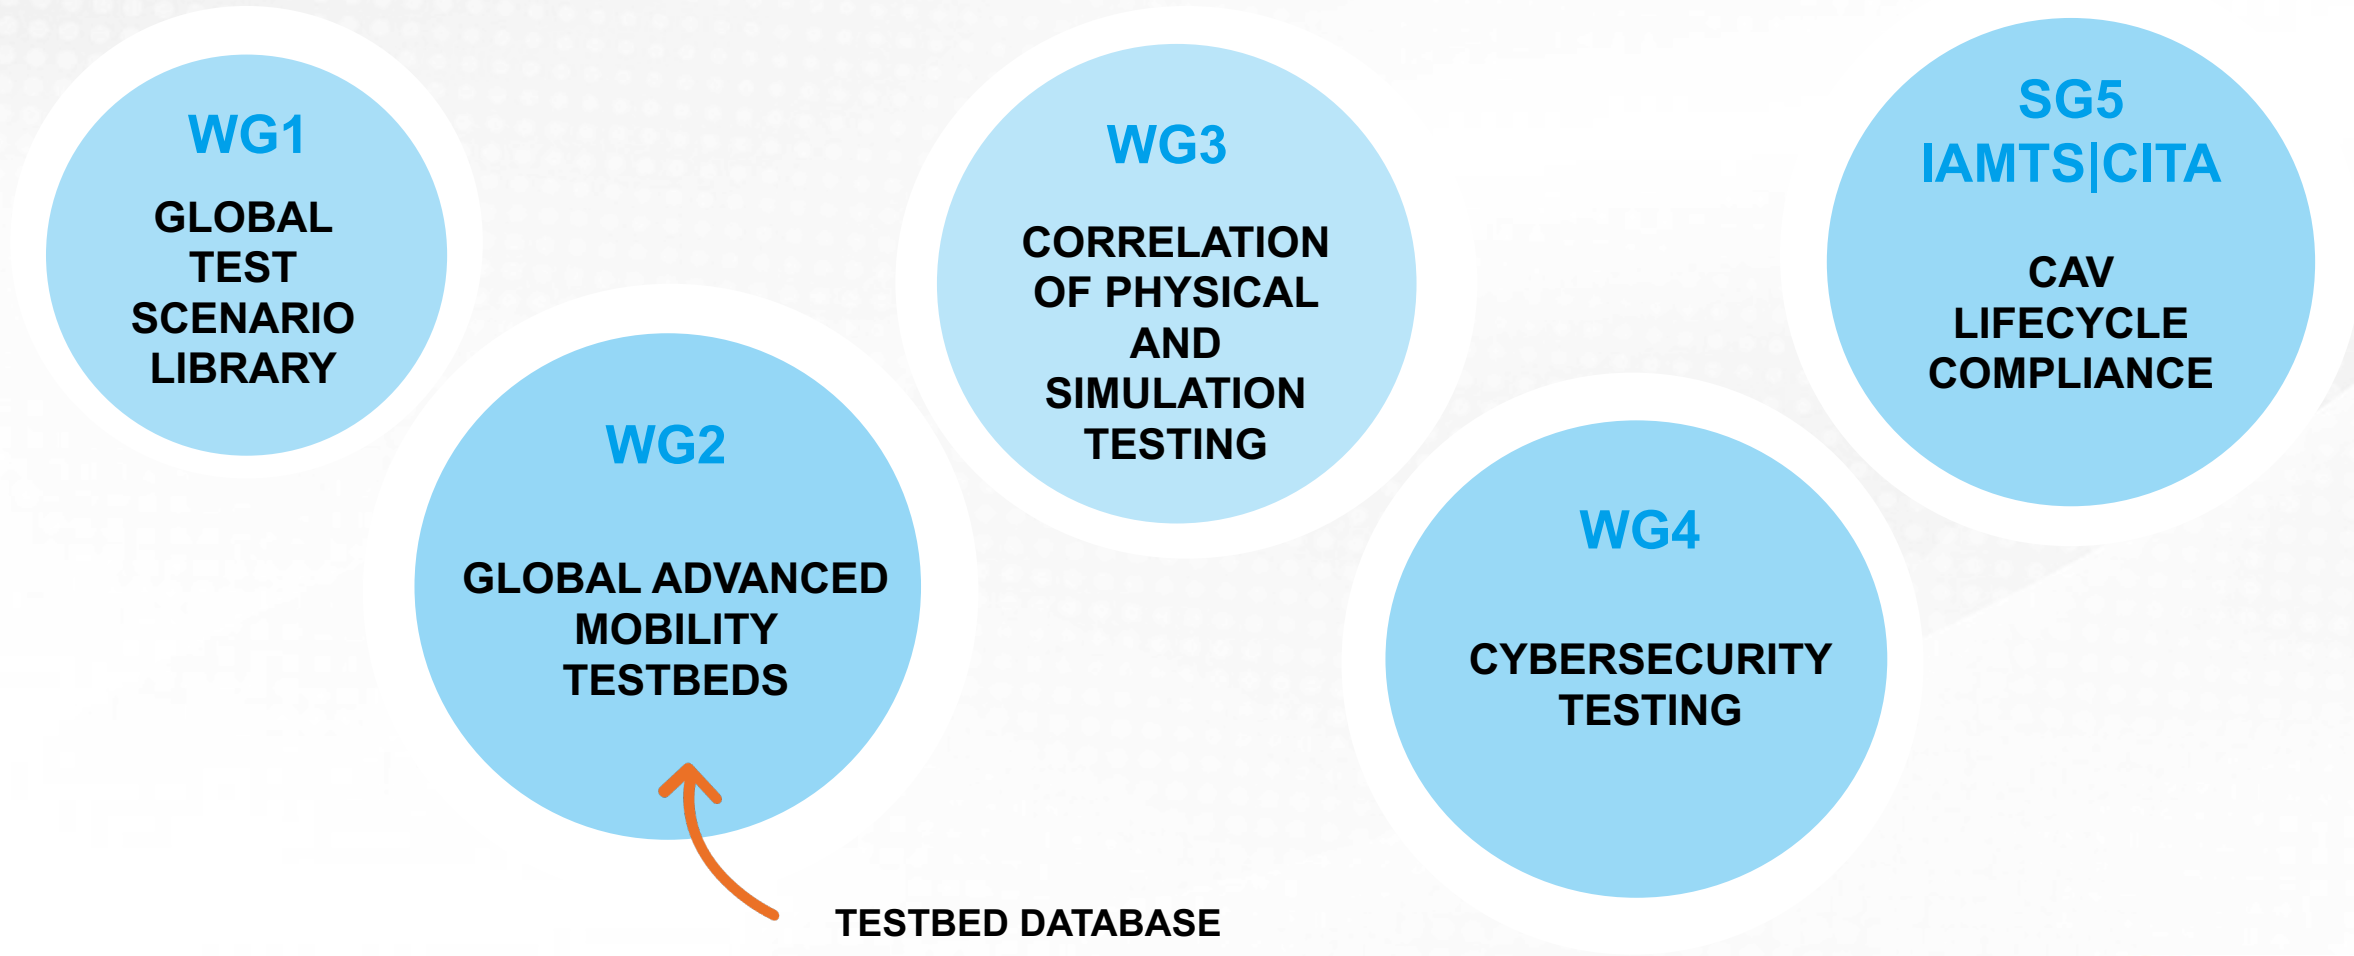 WG1
GLOBAL
TEST
SCENARIO
LIBRARY
WG2
GLOBAL ADVANCED
MOBILITY
TESTBEDS
TESTBED DATABASE
WG3
CORRELATION
OF PHYSICAL
AND
SIMULATION
TESTING
WG4
CYBERSECURITY
TESTING
SG5
IAMTS|CITA
CAV
LIFECYCLE
COMPLIANCE